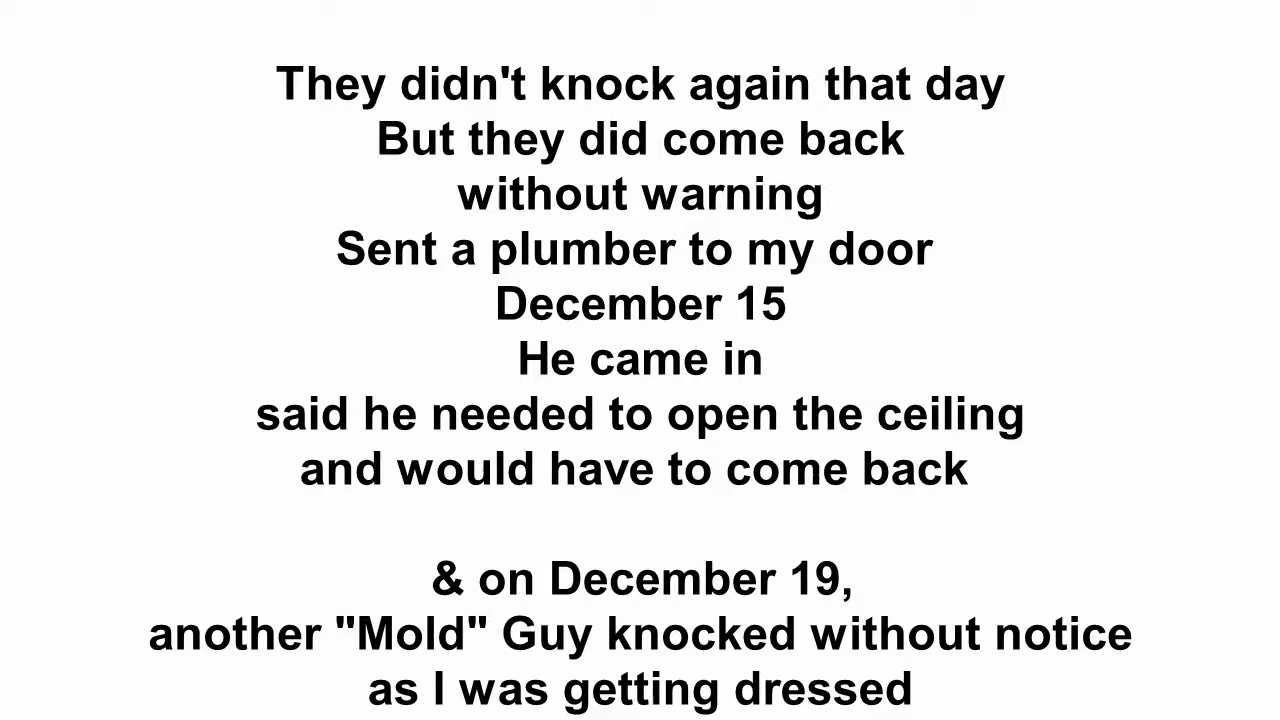 They didn't knock again that day
But they did come back
without warning
Sent a plumber to my door
December 15
He came in
said he needed to open the ceiling
and would have to come back
& on December 19,
another "Mold" Guy knocked without notice
as I was getting dressed